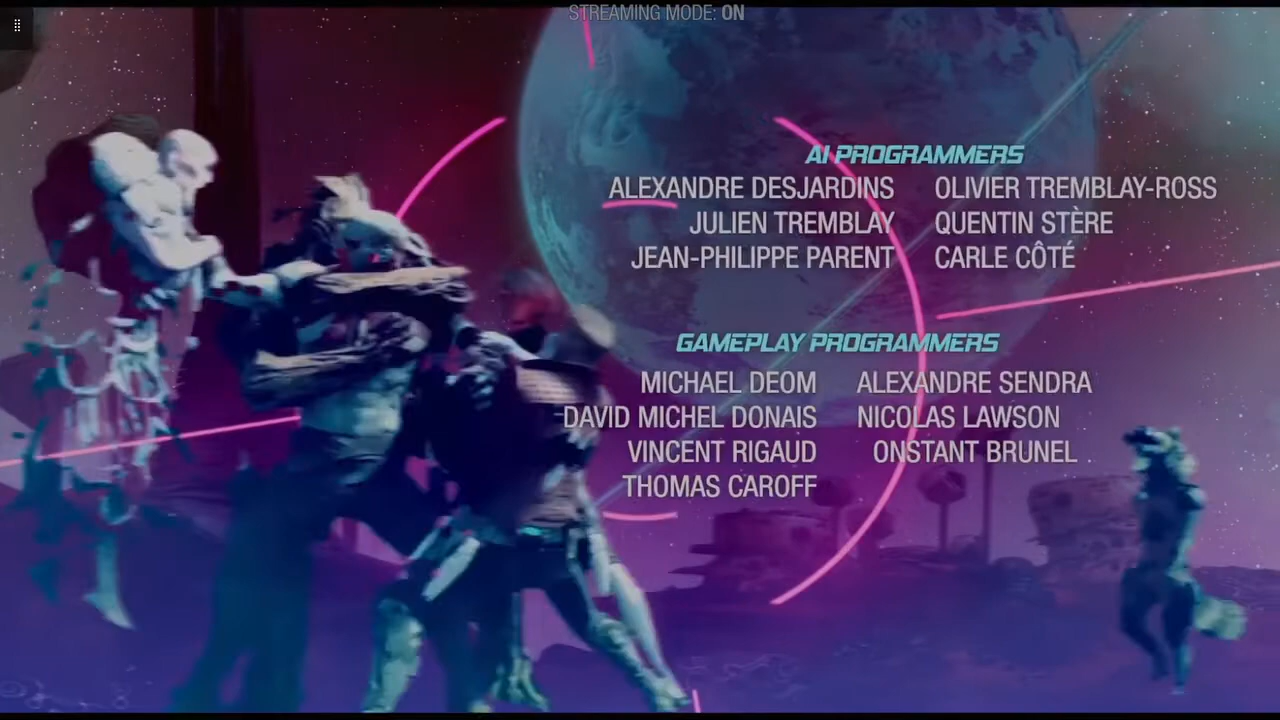 STREAMING MODE: ON
AI PROGRAMMERS
ALEXANDRE DESJARDINS OLIVIER TREMBLAY-ROSS
JULIEN TREMBLAY QUENTIN STÈRE
JEAN-PHILIPPE PARENT CARLE CÔTÉ
GAMEPLAY PROGRAMMERS
MICHAEL DEOM ALEXANDRE SENDRA
DAVID MICHEL DONAIS NICOLAS LAWSON
VINCENT RIGAUD ONSTANT BRUNEL
THOMAS CAROFF